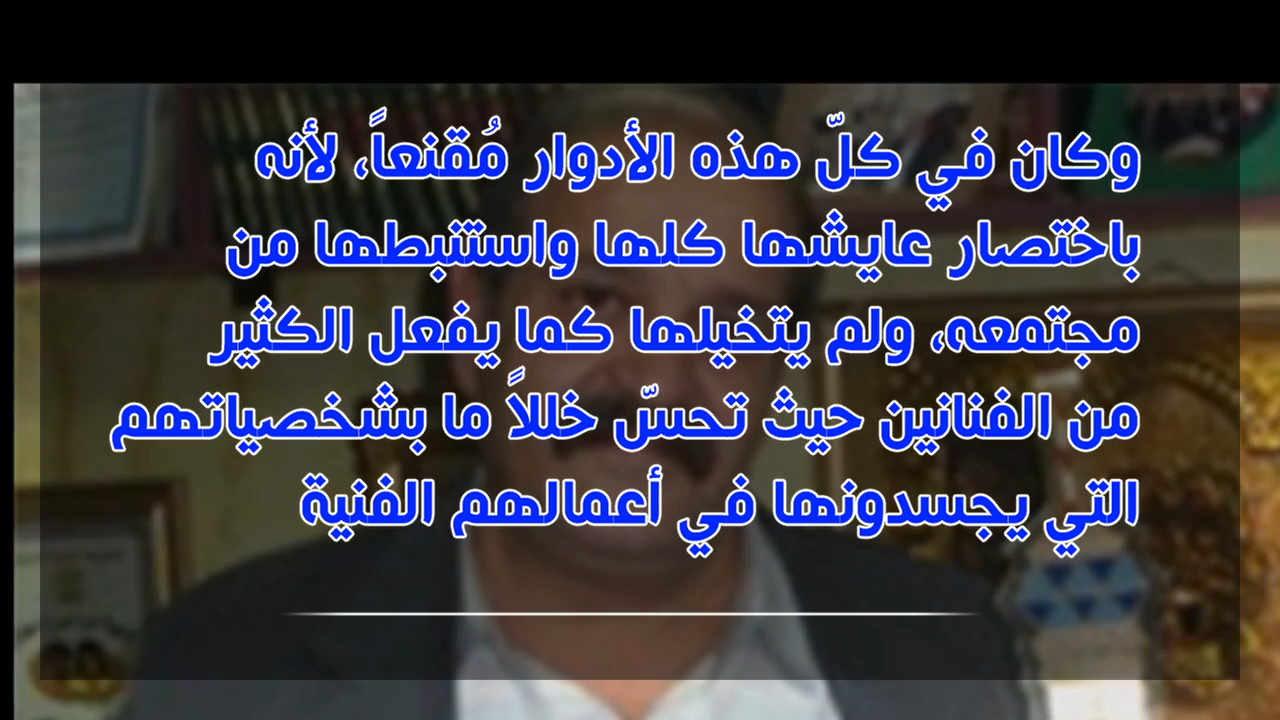 وكان في كلّ هذه الأدوار مُقنعاً، لأنه
باختصار عايشها كلها واستنبطها من
مجتمعه، ولم يتخيلها كما يفعل الكثير
من الفنانين حيث تحسّ خللاً ما بشخصياتهم
التي يجسدونها في أعمالهم الفنية